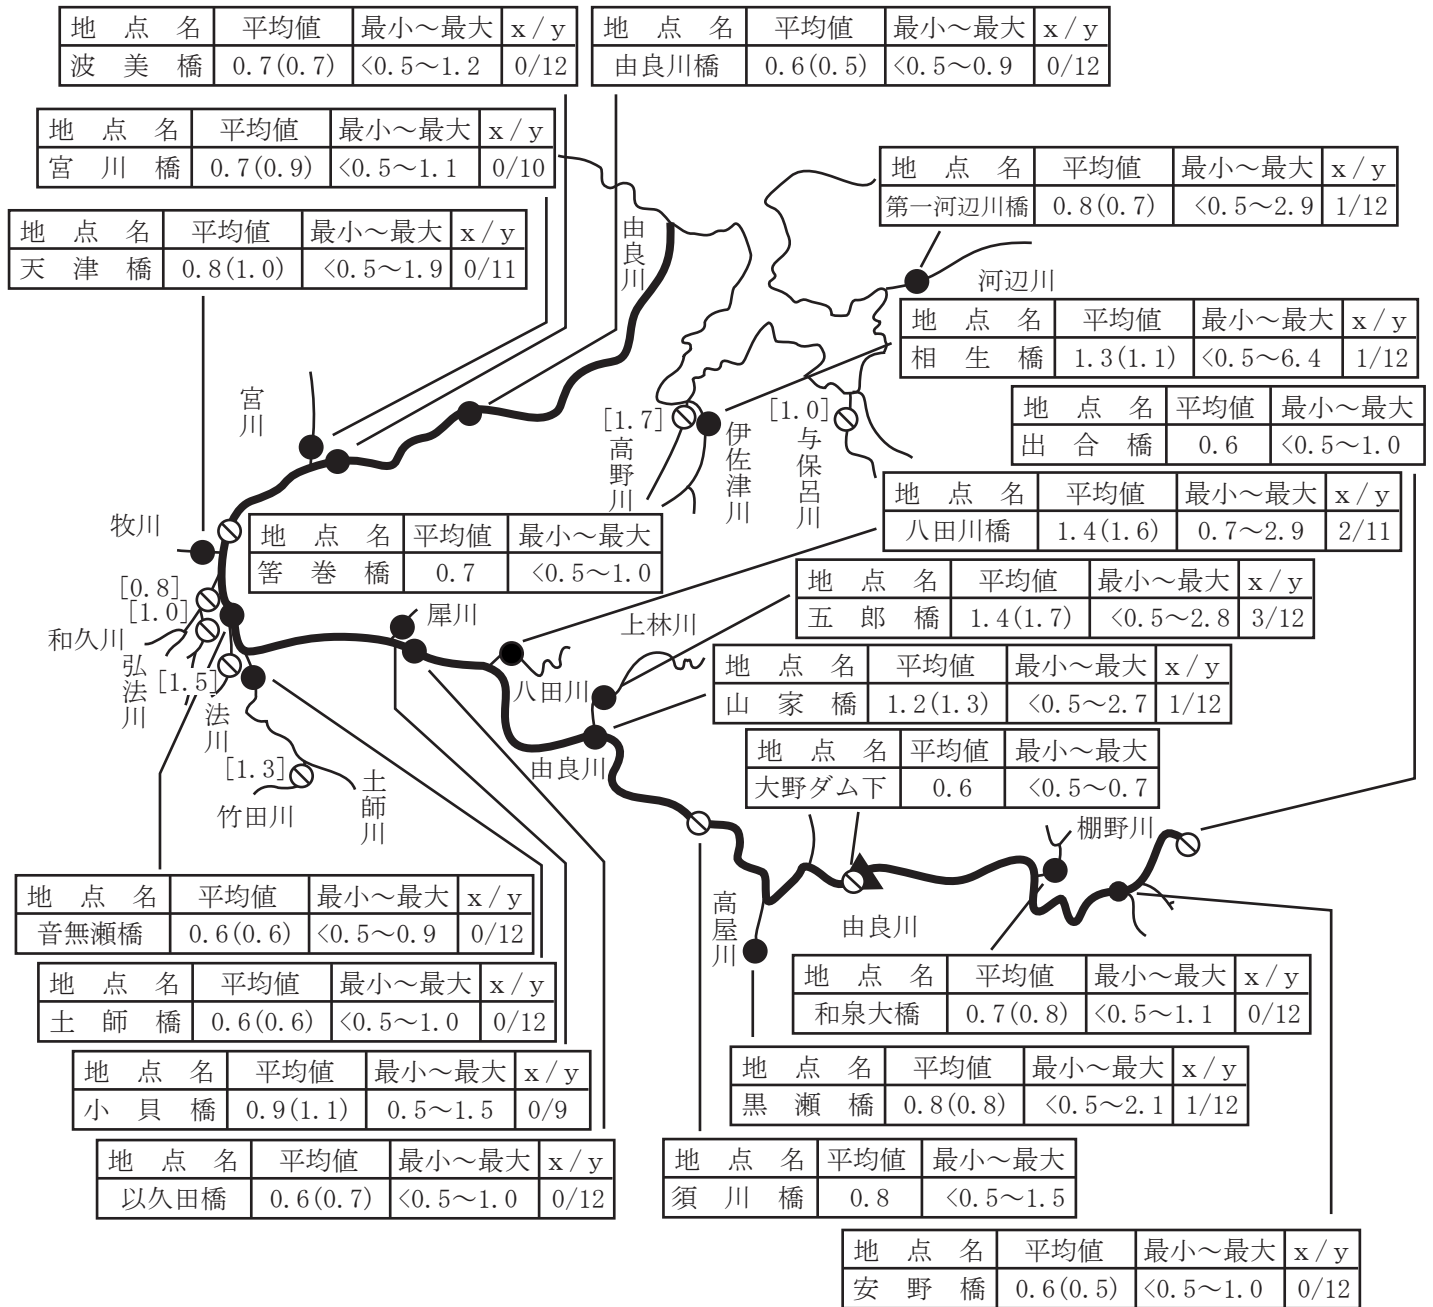 地点名 平均値 最小～最大 x/y
波美橋 0.7(0.7) <0.5～1.2 0/12
地点名 平均値 最小～最大 x/y
由良川橋 0.6(0.5) <0.5～0.9 0/12
地点名 平均値 最小～最大 x/y
宮川橋 0.7(0.9) <0.5～1.1 0/10
地点名 平均値 最小～最大 x/y
第一河辺川橋 0.8(0.7) <0.5～2.9 1/12
地点名 平均値 最小～最大 x/y
天津橋 0.8(1.0) <0.5～1.9 0/11
由良川
河辺川
地点名 平均値 最小～最大 x/y
相生橋 1.3(1.1) <0.5～6.4 1/12
宮川
[1.7]
高野川
伊佐津川
[1.0]
与保呂川
地点名 平均値 最小～最大
出合橋 0.6 <0.5～1.0
地点名 平均値 最小～最大 x/y
八田川橋 1.4(1.6) 0.7～2.9 2/11
牧川
地点名 平均値 最小～最大
筈巻橋 0.7 <0.5～1.0
地点名 平均値 最小～最大 x/y
五郎橋 1.4(1.7) <0.5～2.8 3/12
[0.8]
[1.0]
和久川
弘法川
[1.5]
法川
犀川
上林川
八田川
地点名 平均値 最小～最大 x/y
山家橋 1.2(1.3) <0.5～2.7 1/12
由良川
[1.3]
竹田川
土師川
地点名 平均値 最小～最大
大野ダム下 0.6 <0.5～0.7
棚野川
地点名 平均値 最小～最大 x/y
音無瀬橋 0.6(0.6) <0.5～0.9 0/12
高屋川
由良川
地点名 平均値 最小～最大 x/y
土師橋 0.6(0.6) <0.5～1.0 0/12
地点名 平均値 最小～最大 x/y
和泉大橋 0.7(0.8) <0.5～1.1 0/12
地点名 平均値 最小～最大 x/y
小貝橋 0.9(1.1) 0.5～1.5 0/9
地点名 平均値 最小～最大 x/y
黒瀬橋 0.8(0.8) <0.5～2.1 1/12
地点名 平均値 最小～最大 x/y
以久田橋 0.6(0.7) <0.5～1.0 0/12
地点名 平均値 最小～最大
須川橋 0.8 <0.5～1.5
地点名 平均値 最小～最大 x/y
安野橋 0.6(0.5) <0.5～1.0 0/12